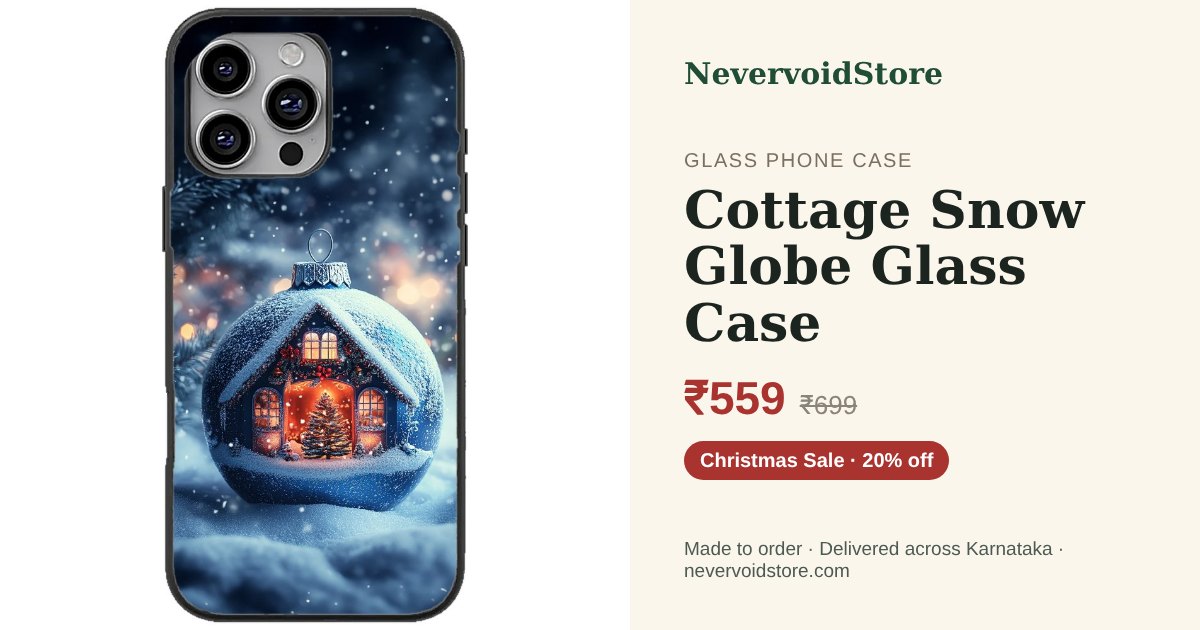 NevervoidStore
GLASS PHONE CASE
Cottage Snow
Globe Glass
Case
₹559 ₹699
Christmas Sale · 20% off
Made to order · Delivered across Karnataka ·
nevervoidstore.com